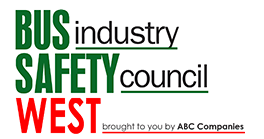 BUS industry
SAFETY council
WEST brought to you by ABC Companies